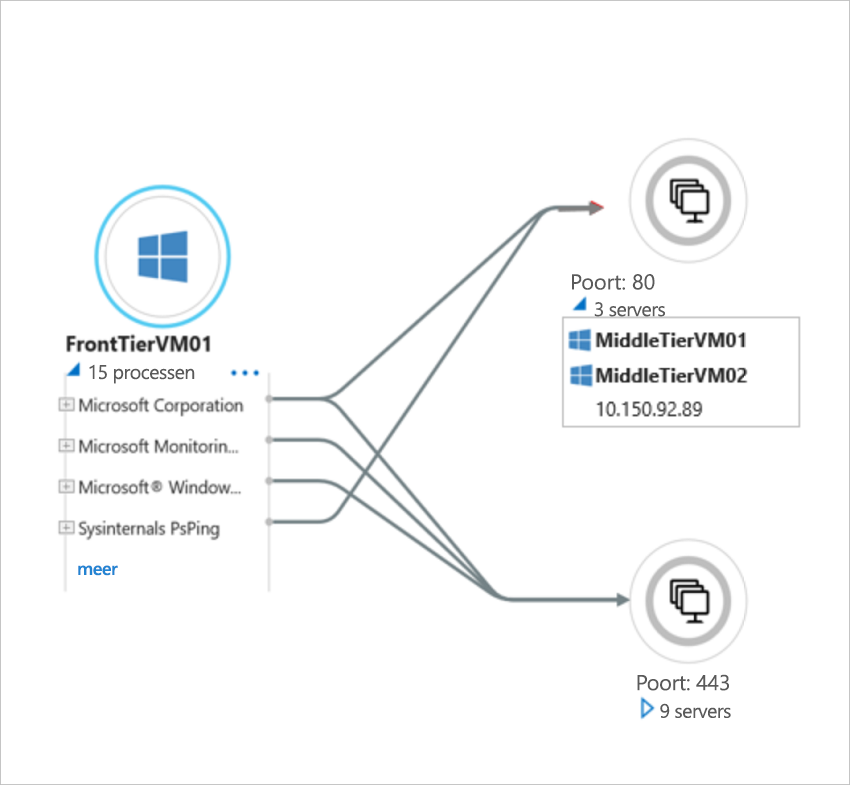 FrontTierVM01
15 processen
Microsoft Corporation
Microsoft Monitorin...
Microsoft® Window...
Sysinternals PsPing
meer
Poort: 80
3 servers
MiddleTierVM01
MiddleTierVM02
10.150.92.89
Poort: 443
9 servers